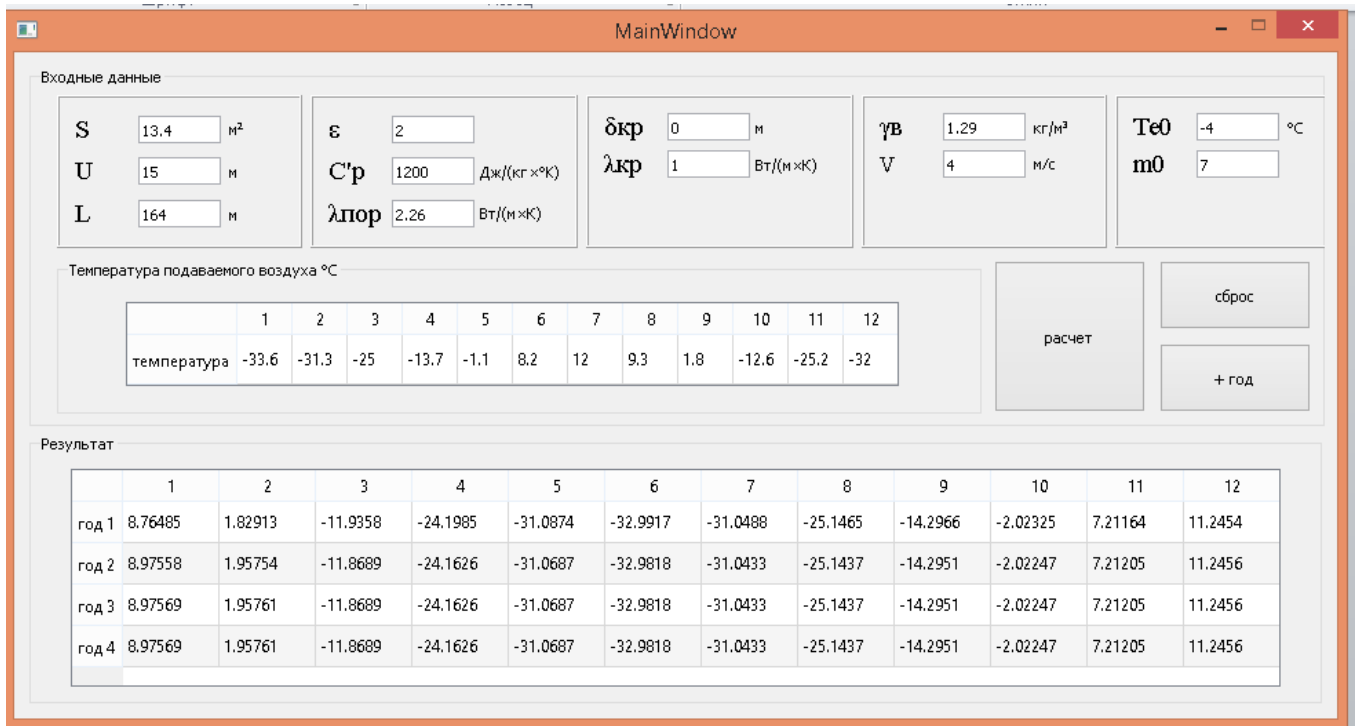 MainWindow
Входные данные
S 13.4 м²
U 15 м
L 164 м
ε 2
C'p 1200 Дж/(кг×°К)
λпор 2.26 Вт/(м×К)
δкр 0 м
λкр 1 Вт/(м×К)
γв 1.29 кг/м³
V 4 м/с
Te0 -4 °C
m0 7
Температура подаваемого воздуха °C
1 2 3 4 5 6 7 8 9 10 11 12
температура -33.6 -31.3 -25 -13.7 -1.1 8.2 12 9.3 1.8 -12.6 -25.2 -32
расчет
сброс
+ год
Результат
1 2 3 4 5 6 7 8 9 10 11 12
год 1 8.76485 1.82913 -11.9358 -24.1985 -31.0874 -32.9917 -31.0488 -25.1465 -14.2966 -2.02325 7.21164 11.2454
год 2 8.97558 1.95754 -11.8689 -24.1626 -31.0687 -32.9818 -31.0433 -25.1437 -14.2951 -2.02247 7.21205 11.2456
год 3 8.97569 1.95761 -11.8689 -24.1626 -31.0687 -32.9818 -31.0433 -25.1437 -14.2951 -2.02247 7.21205 11.2456
год 4 8.97569 1.95761 -11.8689 -24.1626 -31.0687 -32.9818 -31.0433 -25.1437 -14.2951 -2.02247 7.21205 11.2456